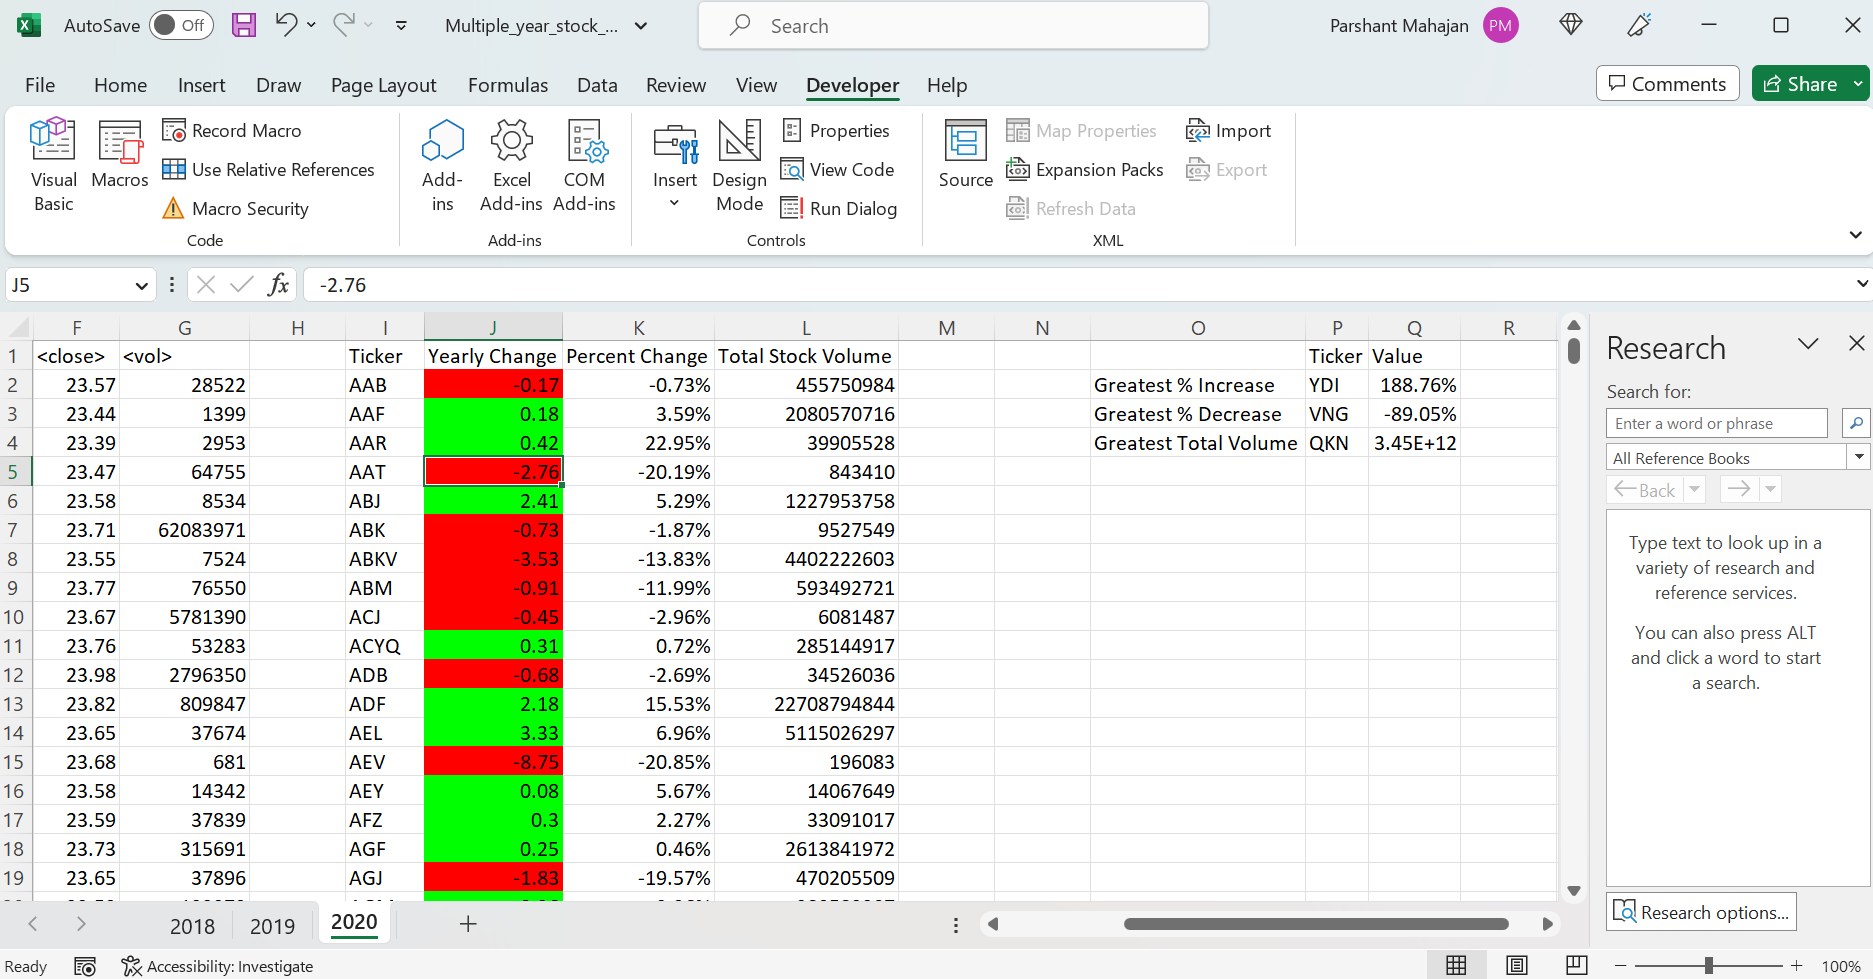 AutoSave Off Multiple_year_stock_... Search Parshant Mahajan PM
File Home Insert Draw Page Layout Formulas Data Review View Developer Help Comments Share
Visual Basic
Macros
Record Macro
Use Relative References
Macro Security
Code
Add-ins
Excel Add-ins
COM Add-ins
Add-ins
Insert
Design Mode
Properties
View Code
Run Dialog
Controls
Source
Map Properties
Expansion Packs
Refresh Data
Import
Export
XML
J5 fx -2.76
F G H I J K L M N O P Q R
1 <close> <vol> Ticker Yearly Change Percent Change Total Stock Volume Ticker Value
2 23.57 28522 AAB -0.17 -0.73% 455750984 Greatest % Increase YDI 188.76%
3 23.44 1399 AAF 0.18 3.59% 2080570716 Greatest % Decrease VNG -89.05%
4 23.39 2953 AAR 0.42 22.95% 39905528 Greatest Total Volume QKN 3.45E+12
5 23.47 64755 AAT -2.76 -20.19% 843410
6 23.58 8534 ABJ 2.41 5.29% 1227953758
7 23.71 62083971 ABK -0.73 -1.87% 9527549
8 23.55 7524 ABKV -3.53 -13.83% 4402222603
9 23.77 76550 ABM -0.91 -11.99% 593492721
10 23.67 5781390 ACJ -0.45 -2.96% 6081487
11 23.76 53283 ACYQ 0.31 0.72% 285144917
12 23.98 2796350 ADB -0.68 -2.69% 34526036
13 23.82 809847 ADF 2.18 15.53% 22708794844
14 23.65 37674 AEL 3.33 6.96% 5115026297
15 23.68 681 AEV -8.75 -20.85% 196083
16 23.58 14342 AEY 0.08 5.67% 14067649
17 23.59 37839 AFZ 0.3 2.27% 33091017
18 23.73 315691 AGF 0.25 0.46% 2613841972
19 23.65 37896 AGJ -1.83 -19.57% 470205509
Research
Search for:
Enter a word or phrase
All Reference Books
Back
Type text to look up in a
variety of research and
reference services.
You can also press ALT
and click a word to start
a search.
Research options...
2018 2019 2020
Ready Accessibility: Investigate 100%